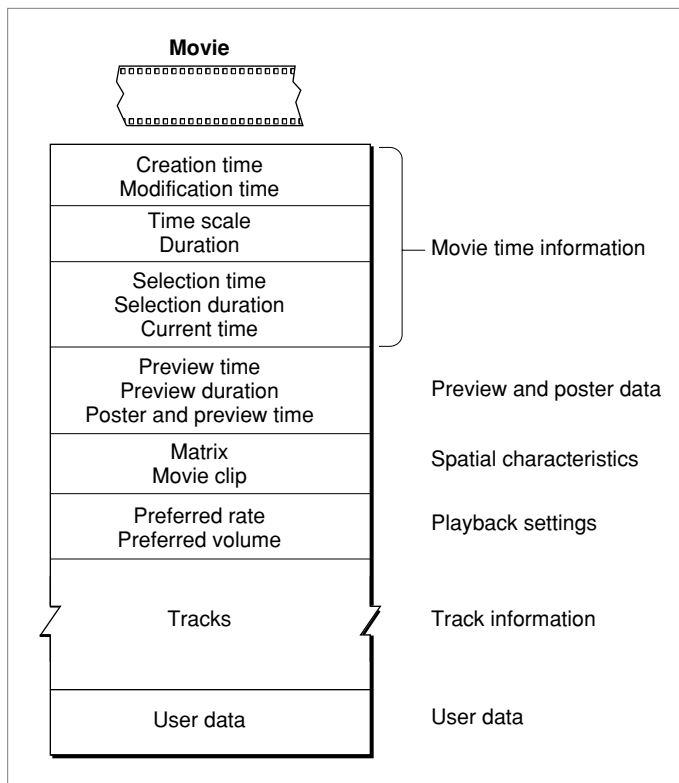 Movie
Creation time
Modification time
Time scale
Duration
Movie time information
Selection time
Selection duration
Current time
Preview time
Preview duration
Poster and preview time
Preview and poster data
Matrix
Movie clip
Spatial characteristics
Preferred rate
Preferred volume
Playback settings
Tracks
Track information
User data
User data